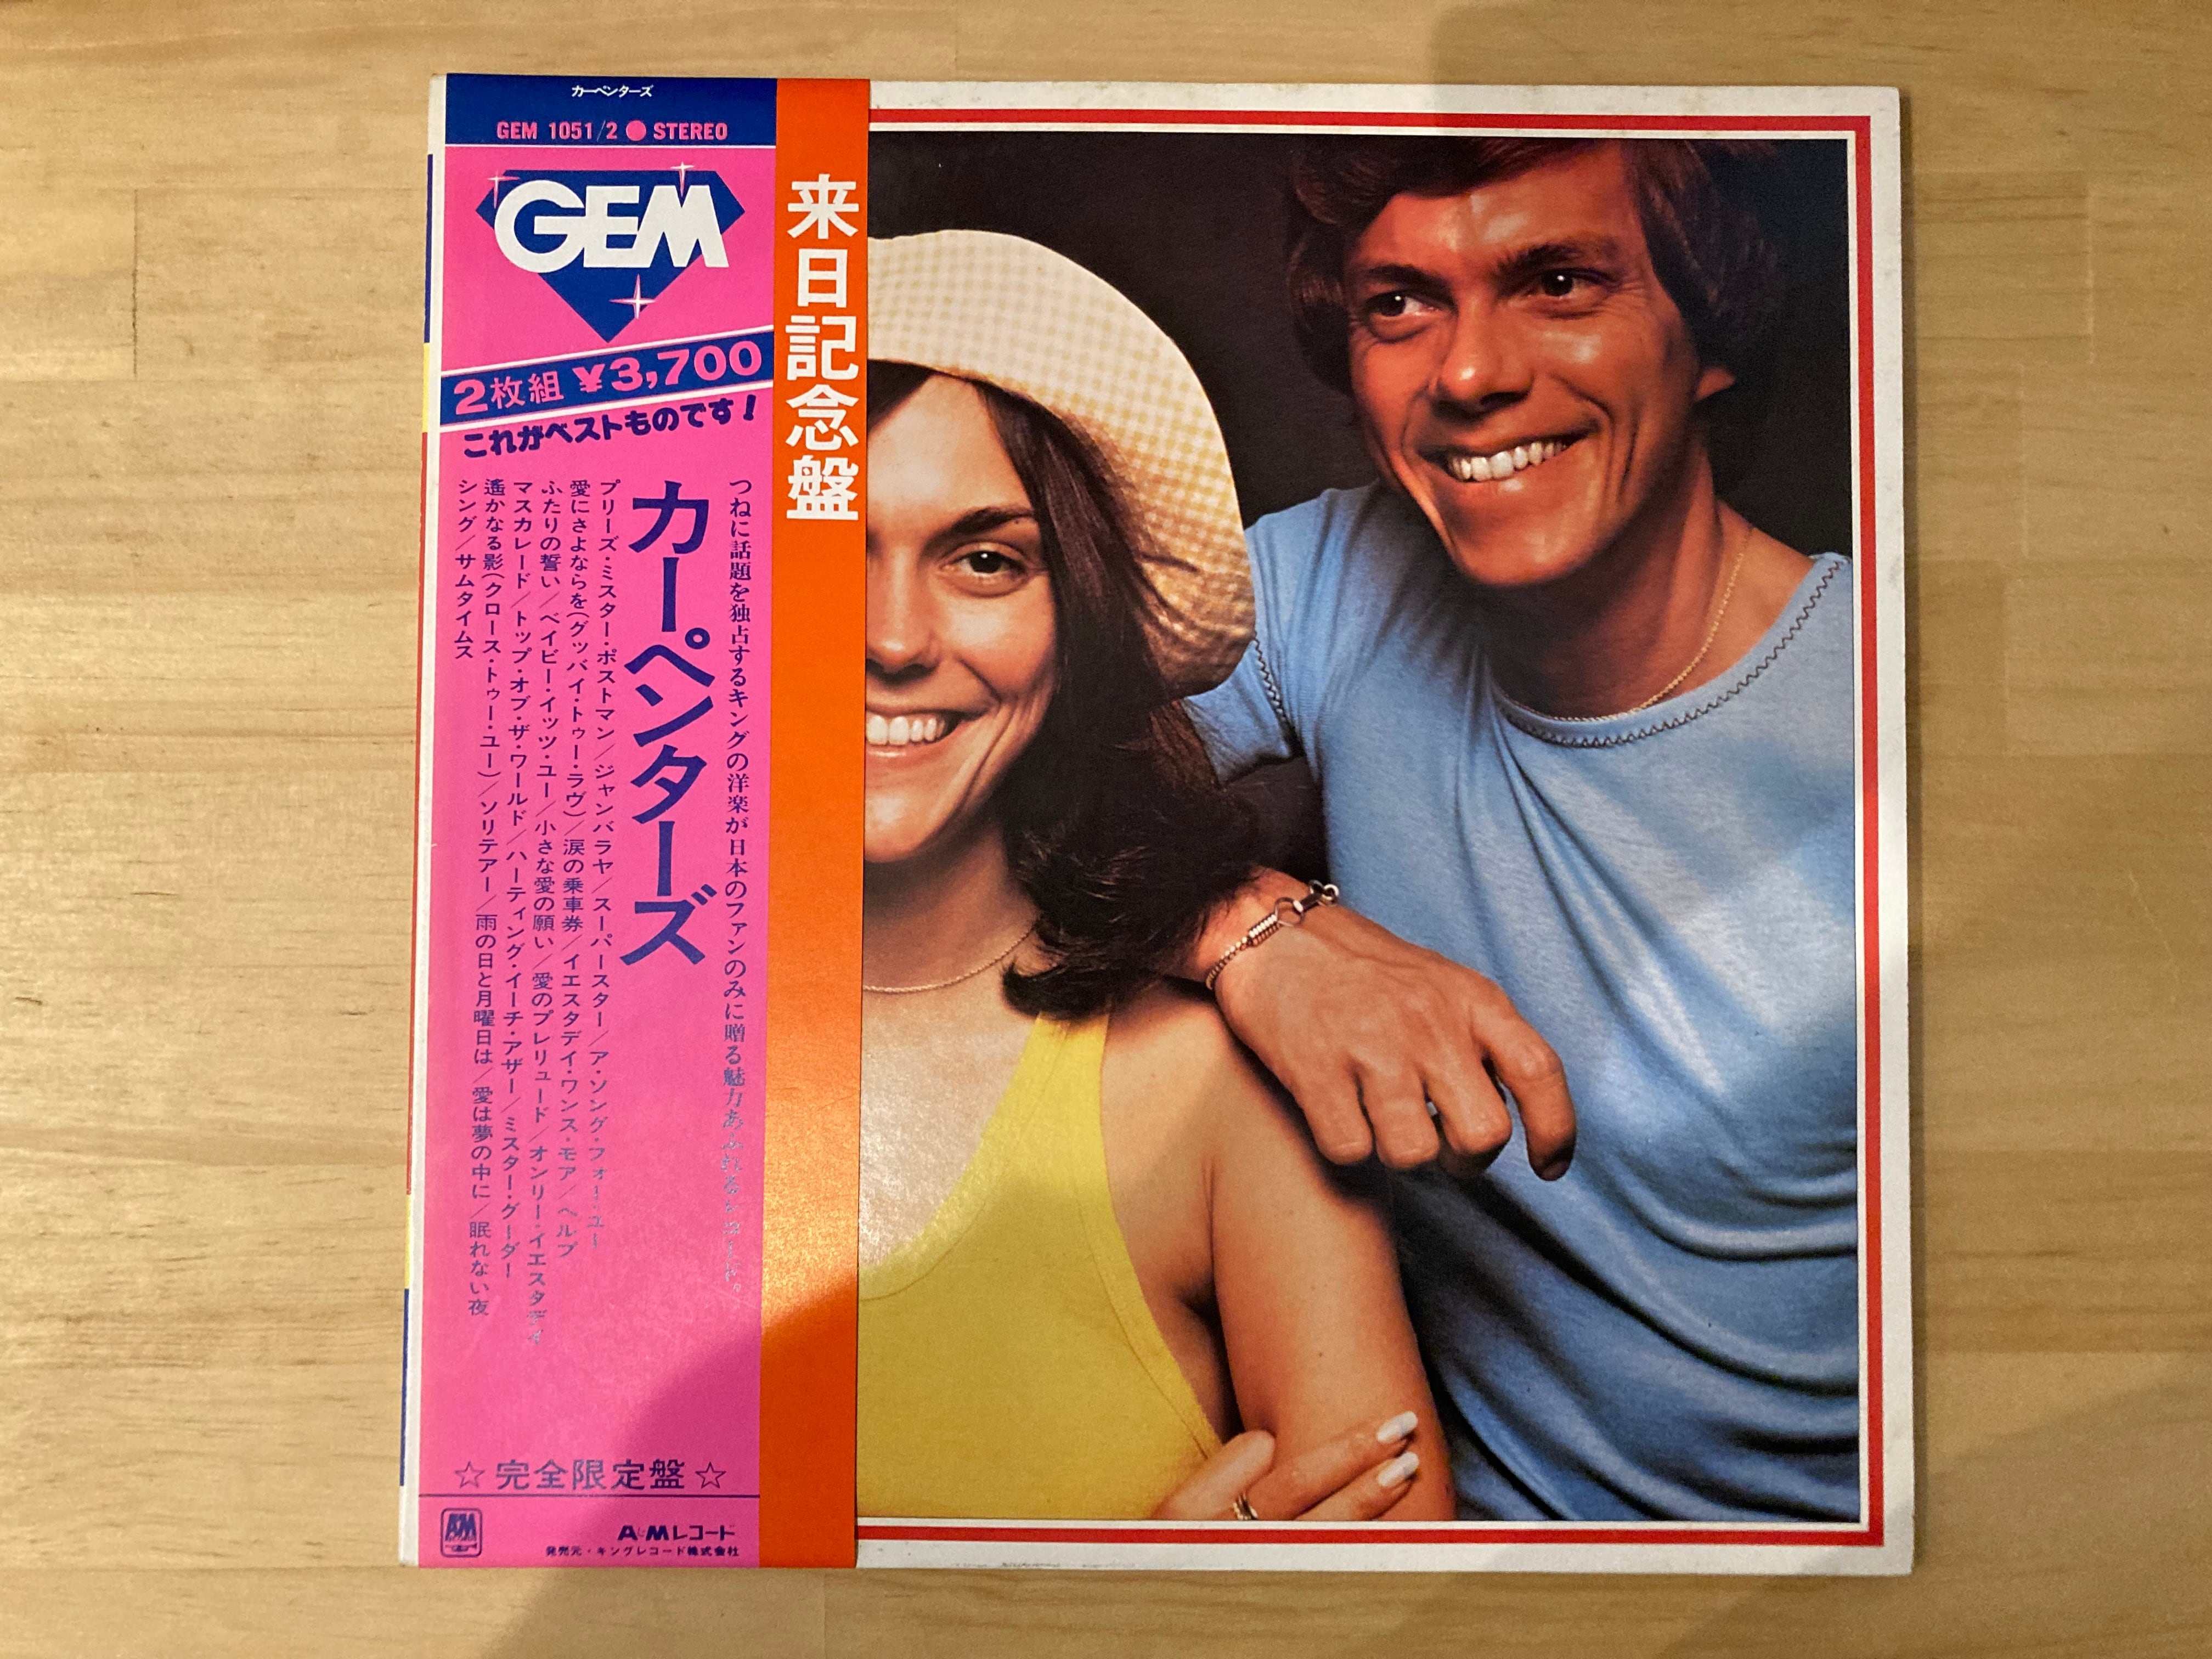 カーペンターズ
GEM 1051/2 ● STEREO
GEM
2枚組 ¥3,700
これがベストものです!
来日記念盤
つねに話題を独占するキングの洋楽が日本のファンのみに贈る魅力あふれるレコード。
カーペンターズ
プリーズ・ミスター・ポストマン/ジャンバラヤ/スーパースター/ア・ソング・フォー・ユー
愛にさよならを(グッバイ・トゥー・ラヴ)/涙の乗車券/イエスタデイ・ワンス・モア/ヘルプ
ふたりの誓い/ベイビー・イッツ・ユー/小さな愛の願い/愛のプレリュード/オンリー・イエスタデイ
マスカレード/トップ・オブ・ザ・ワールド/ハーティング・イーチ・アザー/ミスター・グーダー
遙かなる影(クロース・トゥー・ユー)/ソリテアー/雨の日と月曜日は/愛は夢の中に/眠れない夜
シング/サムタイムス
☆完全限定盤☆
A&M
A&Mレコード
発売元・キングレコード株式会社